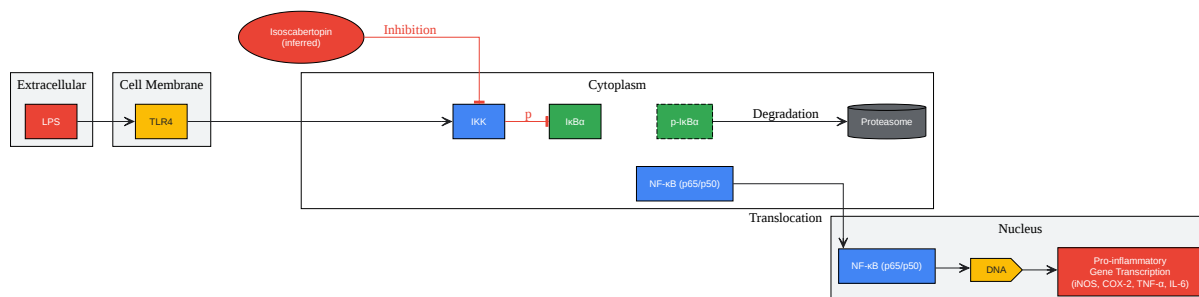 Isoscabertopin
(inferred)
Inhibition
Extracellular
Cell Membrane
Cytoplasm
LPS
TLR4
IKK
p
IκBα
p-IκBα
Degradation
Proteasome
NF-κB (p65/p50)
Translocation
Nucleus
NF-κB (p65/p50)
DNA
Pro-inflammatory
Gene Transcription
(iNOS, COX-2, TNF-α, IL-6)